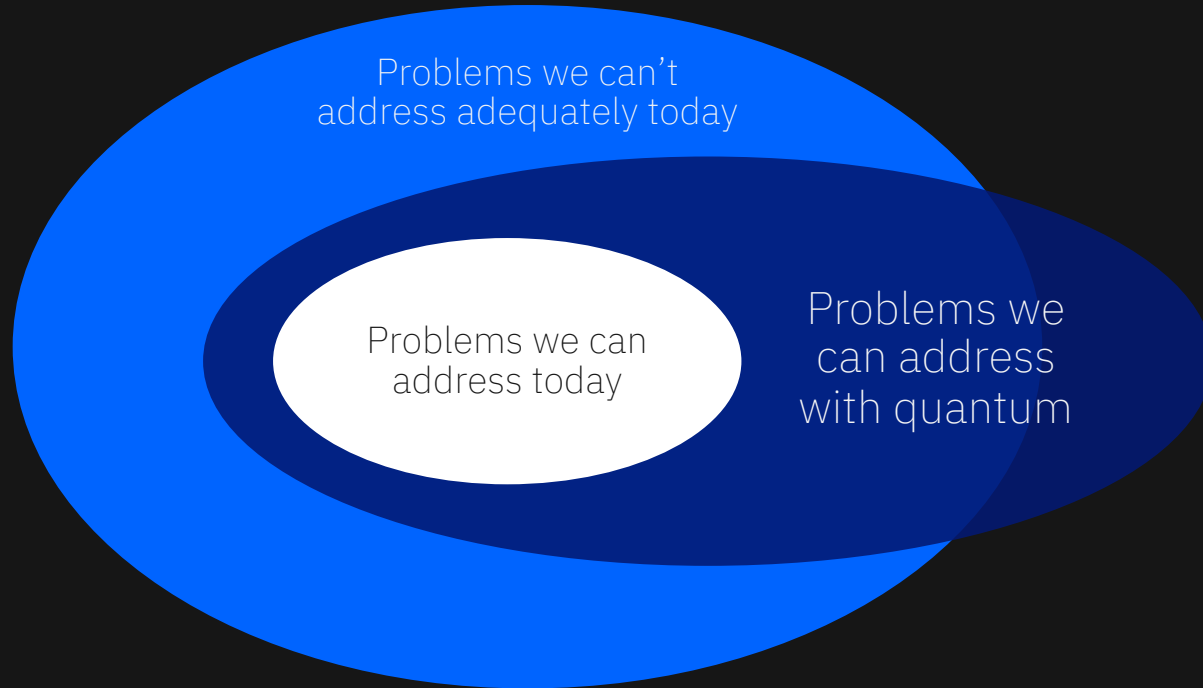 Problems we can’t
address adequately today
Problems we can
address today
Problems we
can address
with quantum